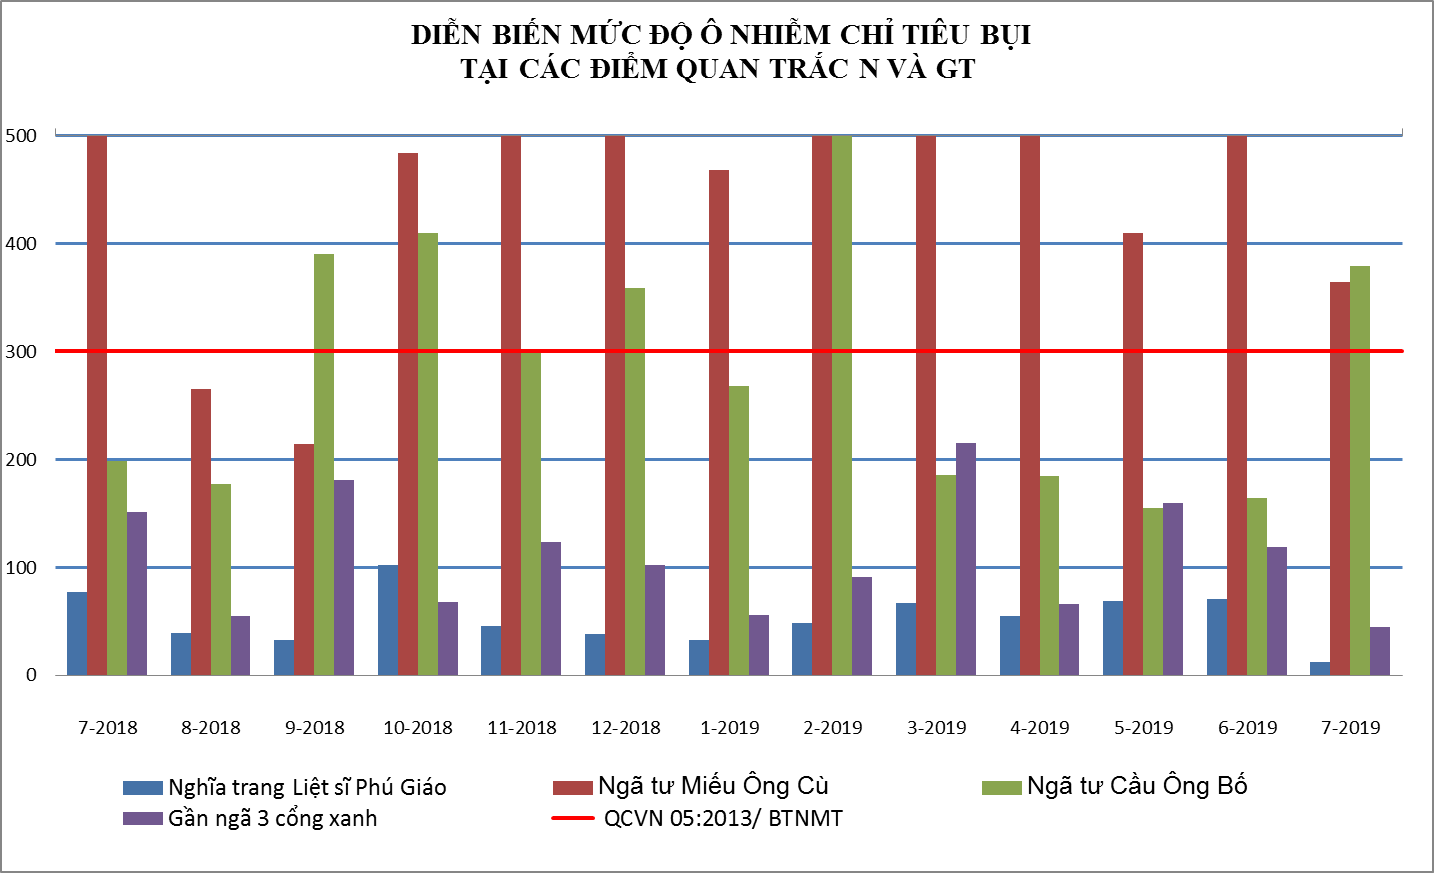 DIỄN BIẾN MỨC ĐỘ Ô NHIỄM CHỈ TIÊU BỤI
TẠI CÁC ĐIỂM QUAN TRẮC N VÀ GT
500
400
300
200
100
0
7-2018 8-2018 9-2018 10-2018 11-2018 12-2018 1-2019 2-2019 3-2019 4-2019 5-2019 6-2019 7-2019
Nghĩa trang Liệt sĩ Phú Giáo Ngã tư Miếu Ông Cù Ngã tư Cầu Ông Bố
Gần ngã 3 cổng xanh QCVN 05:2013/ BTNMT